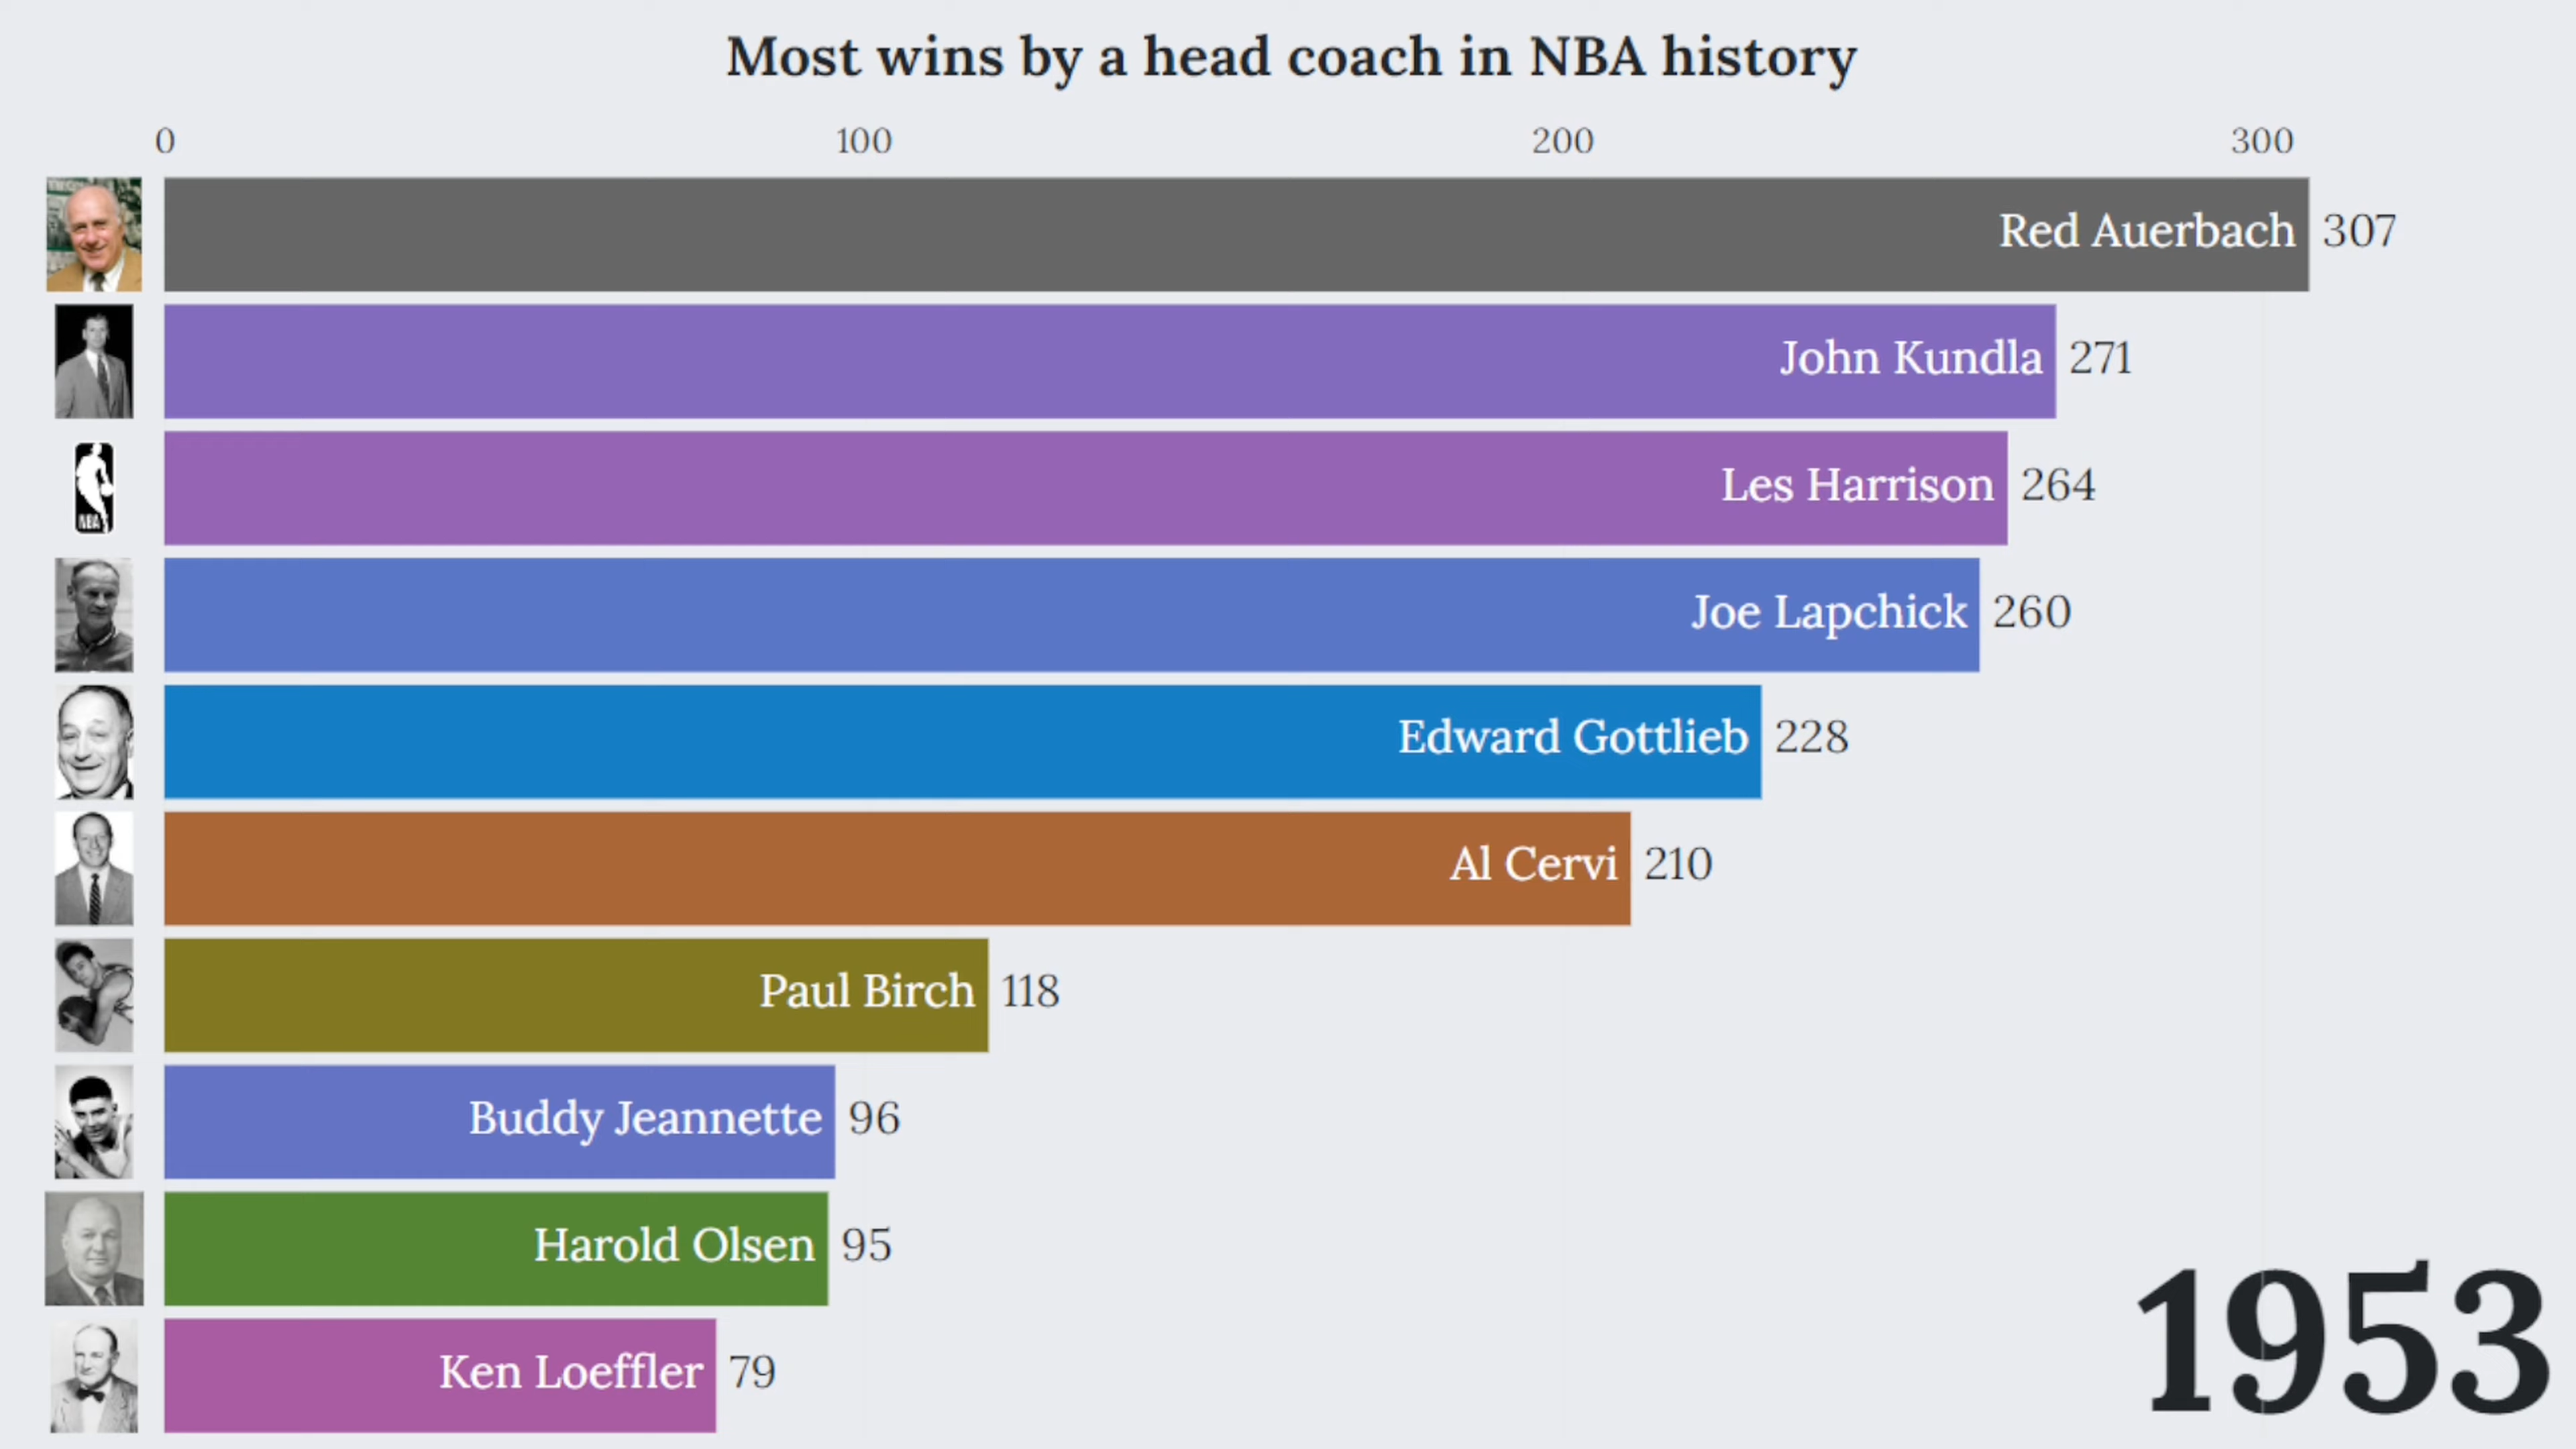 Most wins by a head coach in NBA history
0 100 200 300
Red Auerbach 307
John Kundla 271
NBA
Les Harrison 264
Joe Lapchick 260
Edward Gottlieb 228
Al Cervi 210
Paul Birch 118
Buddy Jeannette 96
Harold Olsen 95
Ken Loeffler 79
1953